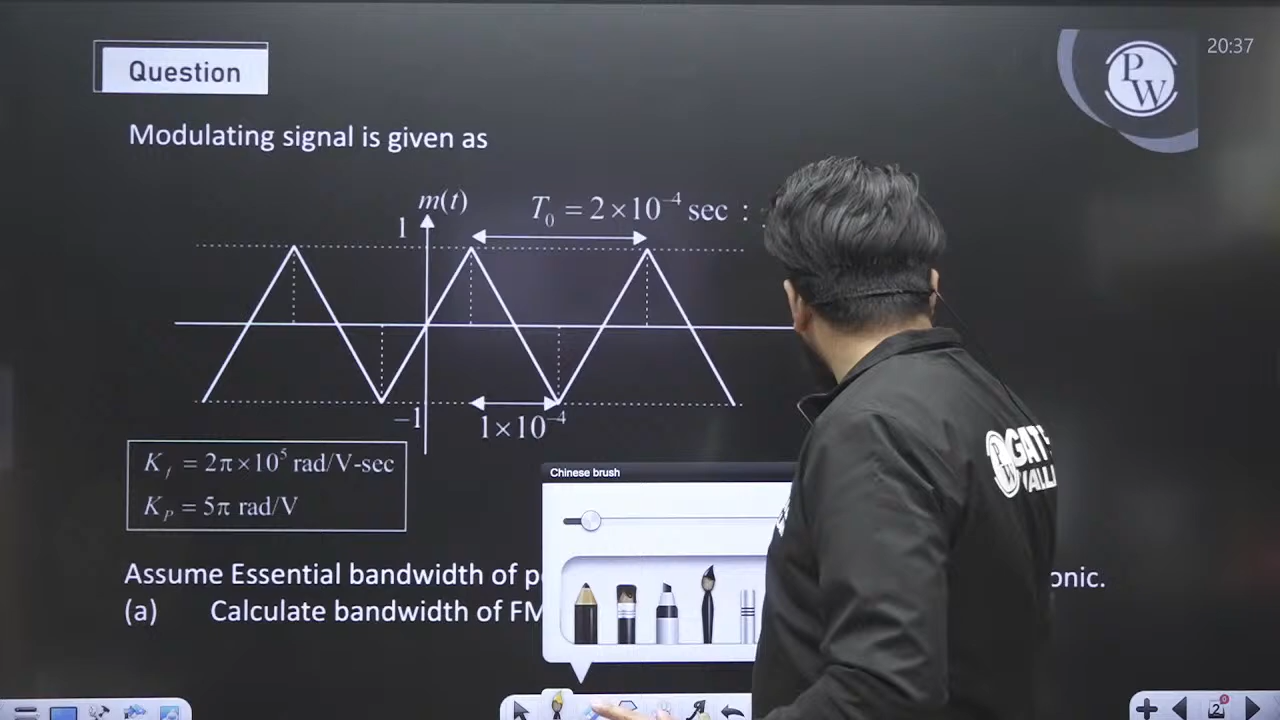 Question
20:37
PW
Modulating signal is given as
m(t)
T₀ = 2×10⁻⁴ sec :
1
−1
1×10⁻⁴
K_f = 2π×10⁵ rad/V-sec
K_P = 5π rad/V
Chinese brush
Assume Essential bandwidth of
onic.
(a) Calculate bandwidth of FM
GATE
2